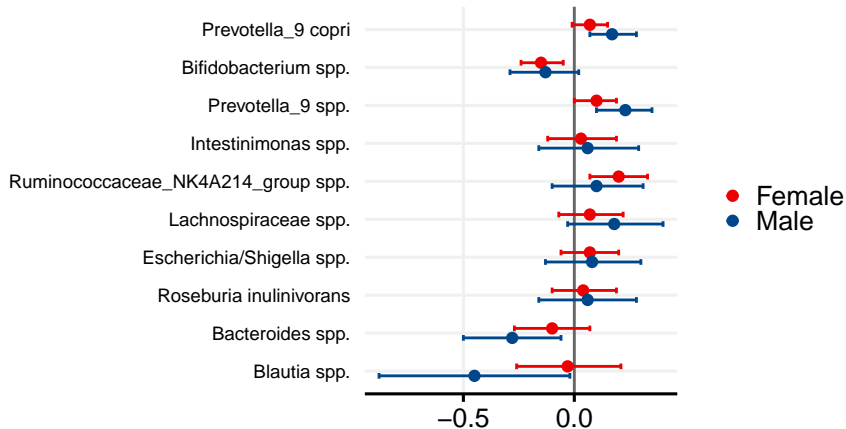 Prevotella_9 copri
Bifidobacterium spp.
Prevotella_9 spp.
Intestinimonas spp.
Ruminococcaceae_NK4A214_group spp.
Lachnospiraceae spp.
Escherichia/Shigella spp.
Roseburia inulinivorans
Bacteroides spp.
Blautia spp.
−0.5 0.0
Female
Male